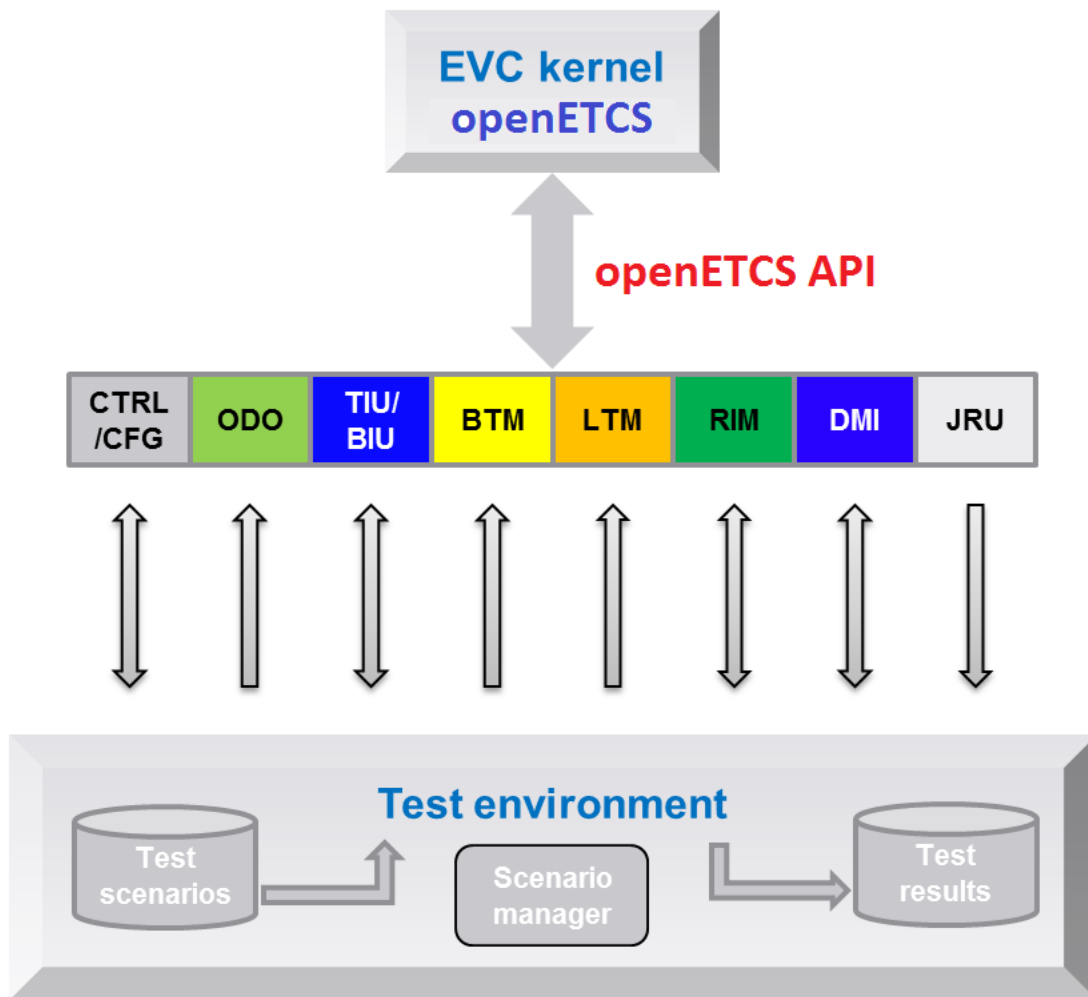 EVC kernel
openETCS
openETCS API
CTRL
/CFG
ODO
TIU/
BIU
BTM
LTM
RIM
DMI
JRU
Test environment
Test
scenarios
Scenario
manager
Test
results